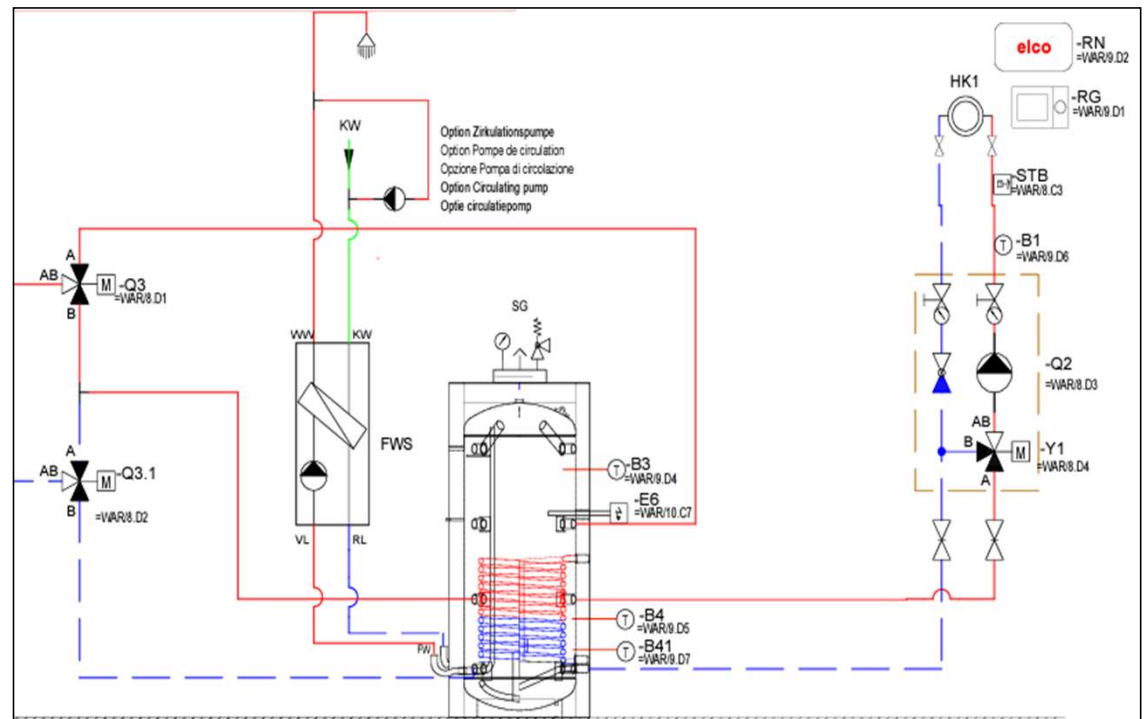 elco
-RN
=WAR/9.D2
HK1
-RG
=WAR/9.D1
KW
Option Zirkulationspumpe
Option Pompe de circulation
Opzione Pompa di circolazione
Option Circulating pump
Optie circulatiepomp
-STB
=WAR/8.C3
T
-B1
=WAR/9.D6
A
AB
M
-Q3
=WAR/8.D1
B
SG
WW
KW
-Q2
=WAR/8.D3
FWS
AB
B
M
-Y1
=WAR/8.D4
A
A
AB
M
-Q3.1
B
=WAR/8.D2
T
-B3
=WAR/9.D4
-E6
=WAR/10.C7
VL
RL
T
-B4
=WAR/9.D5
T
-B41
=WAR/9.D7